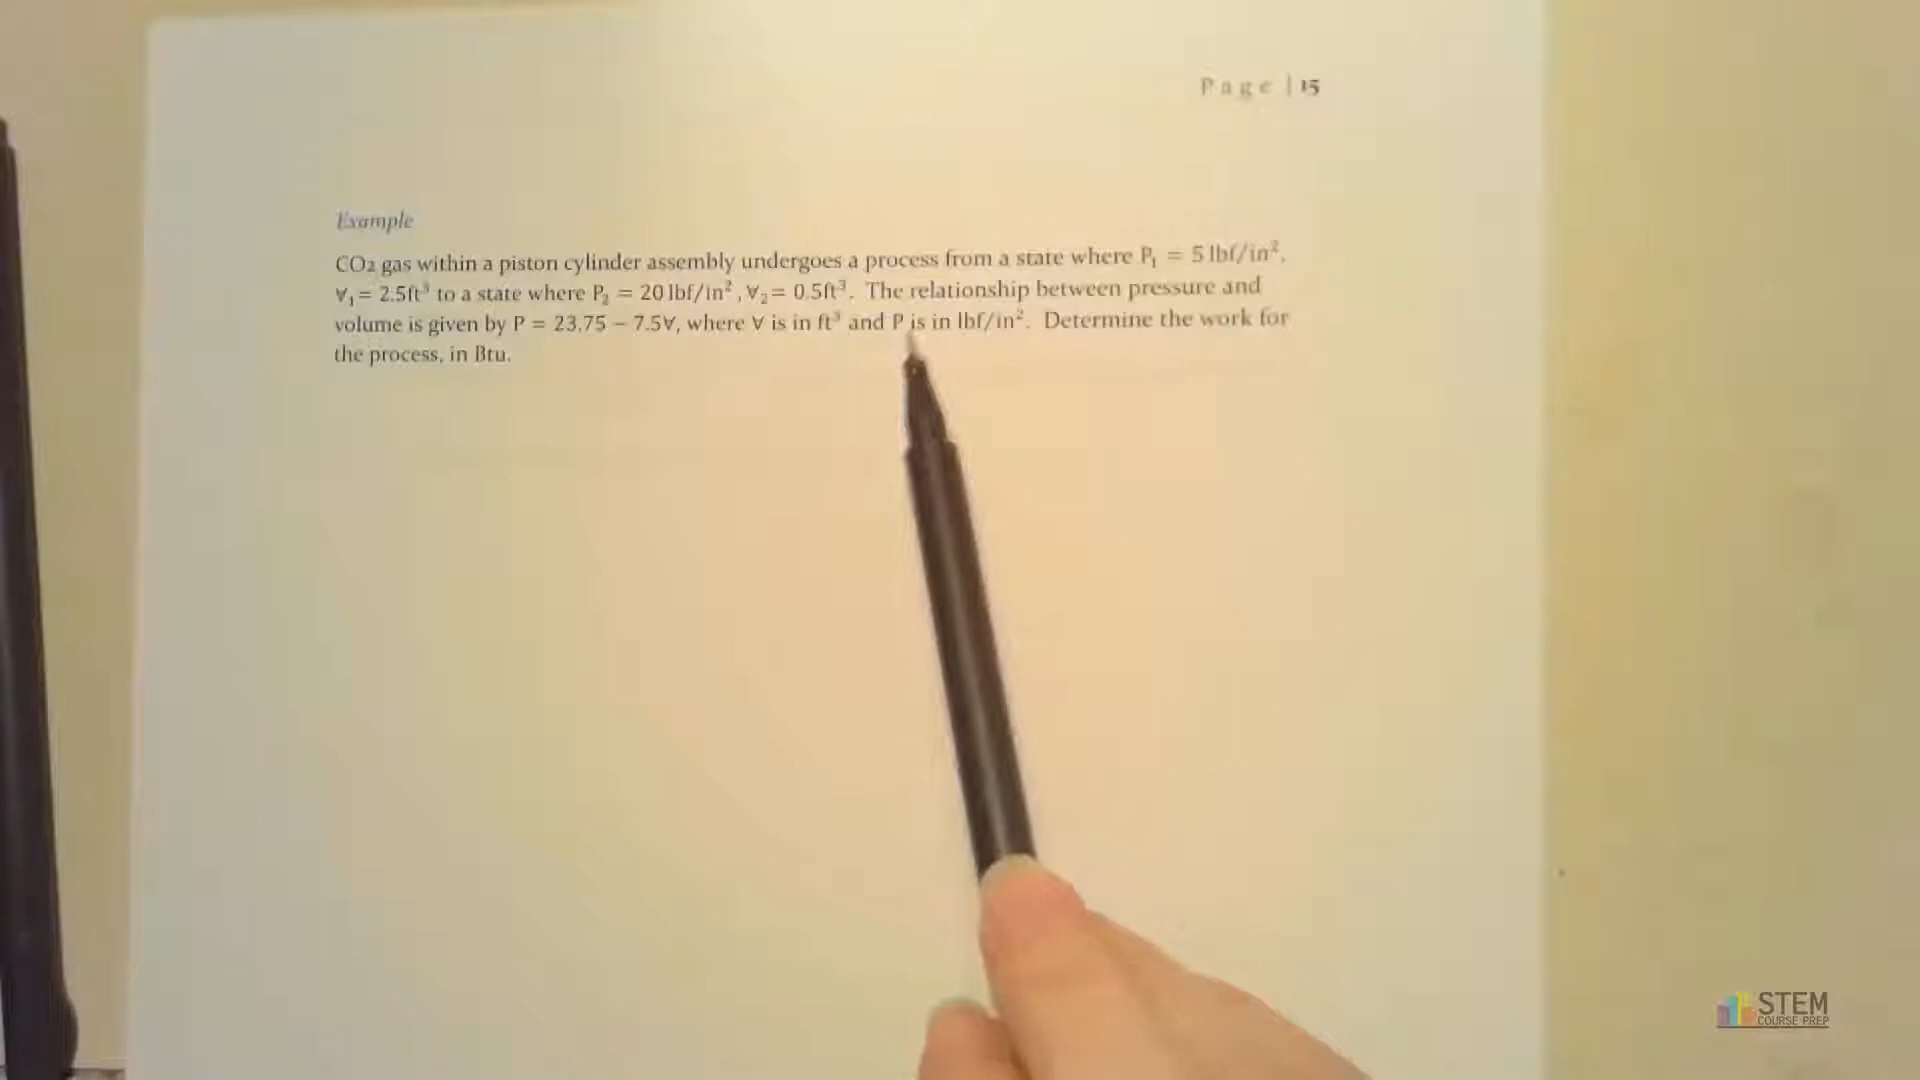 Page | 15
Example
CO2 gas within a piston cylinder assembly undergoes a process from a state where P₁ = 5 lbf/in²,
∀₁ = 2.5ft³ to a state where P₂ = 20 lbf/in², ∀₂ = 0.5ft³. The relationship between pressure and
volume is given by P = 23.75 – 7.5∀, where ∀ is in ft³ and P is in lbf/in². Determine the work for
the process, in Btu.
STEM
COURSE PREP